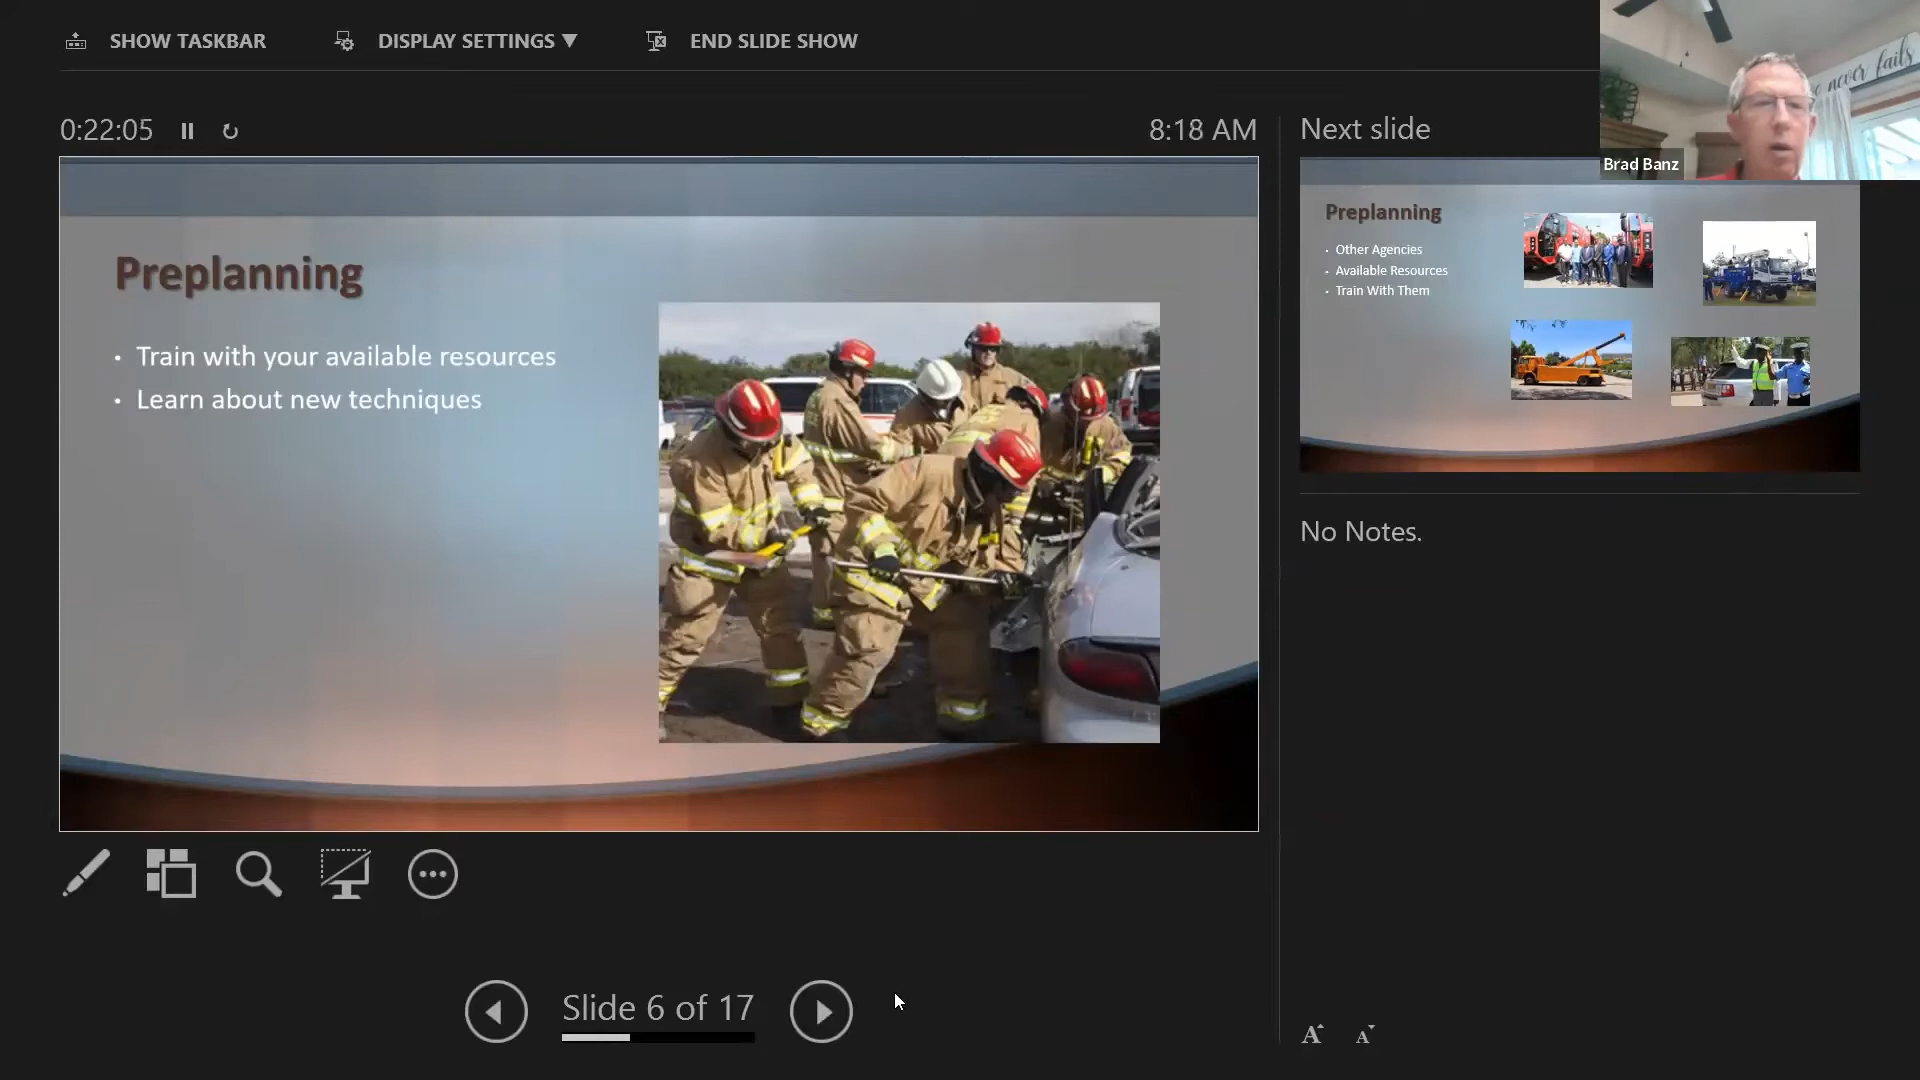 SHOW TASKBAR
DISPLAY SETTINGS
END SLIDE SHOW
never fails
Brad Banz
0:22:05
8:18 AM
Next slide
Preplanning
• Train with your available resources
• Learn about new techniques
Preplanning
• Other Agencies
• Available Resources
• Train With Them
No Notes.
Slide 6 of 17
A
A